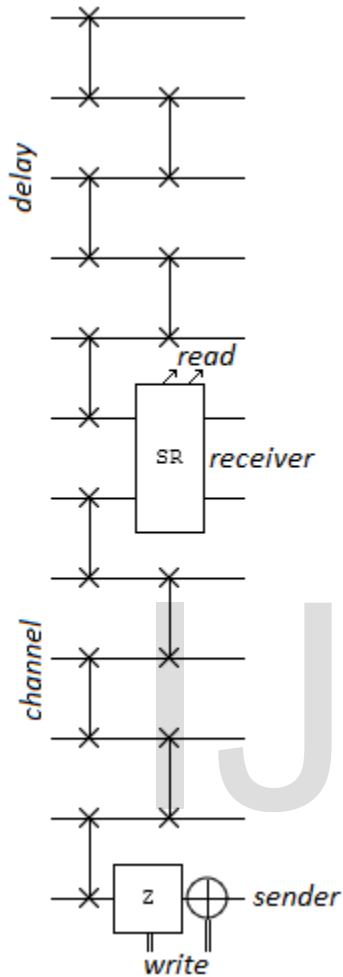 delay
read
SR
receiver
channel
IJ
Z
sender
write